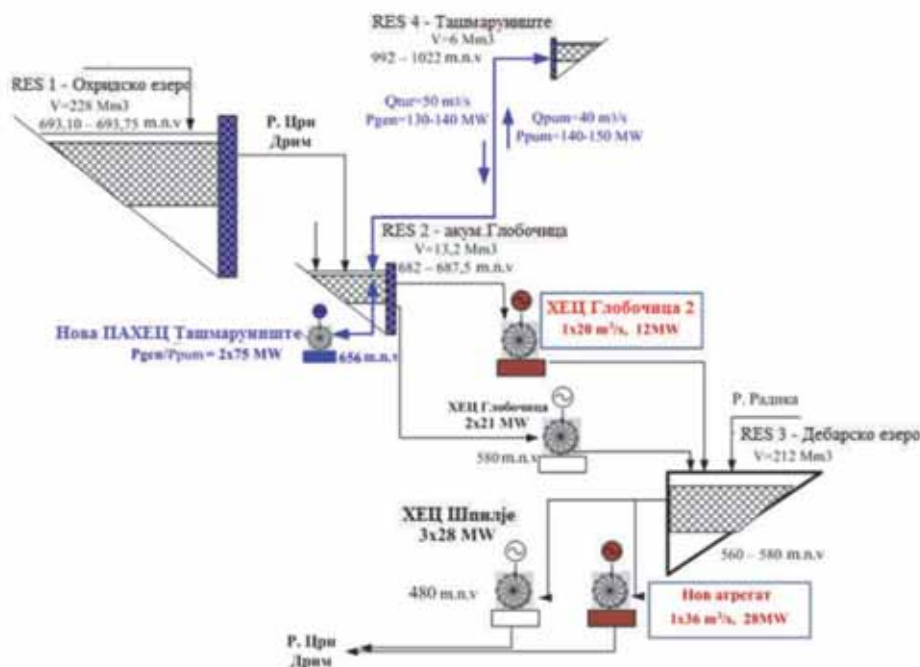 RES 4 - Ташмаруниште
V=6 Mm3
992 – 1022 m.n.v
RES 1 - Охридско езеро
V=228 Mm3
693,10 – 693,75 m.n.v
Р. Црн
Дрим
Qtur=50 m³/s
Pgen=130-140 MW
Qpum=40 m³/s
Ppum=140-150 MW
RES 2 - акум.Глобочица
V=13,2 Mm3
682 – 687,5 m.n.v
Нова ПАХЕЦ Ташмаруниште
Pgen/Ppum = 2x75 MW
656 m.n.v
ХЕЦ Глобочица 2
1x20 m³/s, 12MW
ХЕЦ Глобочица
2x21 MW
580 m.n.v
Р. Радика
RES 3 - Дебарско езеро
V=212 Mm3
560 – 580 m.n.v
ХЕЦ Шпилје
3x28 MW
480 m.n.v
Нов агрегат
1x36 m³/s, 28MW
Р. Црн
Дрим